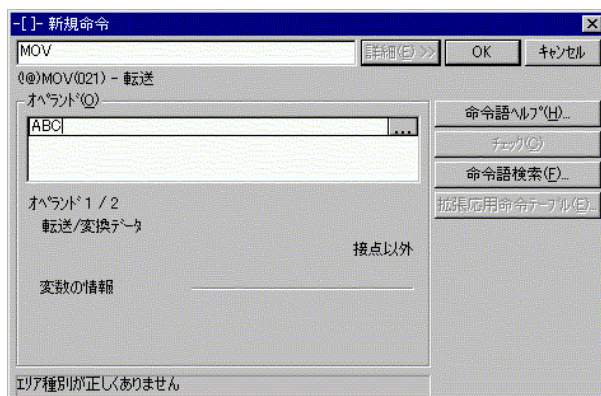 -[ ]- 新規命令
MOV
詳細(E) >>
OK
ｷｬﾝｾﾙ
(!@)MOV(021) - 転送
ｵﾍﾟﾗﾝﾄﾞ(O)
ABC
...
命令語ﾍﾙﾌﾟ(H)...
ﾁｪｯｸ(C)
命令語検索(F)...
拡張応用命令ﾃｰﾌﾞﾙ(E)...
ｵﾍﾟﾗﾝﾄﾞ 1 / 2
転送/変換ﾃﾞｰﾀ
接点以外
変数の情報
ｴﾘｱ種別が正しくありません